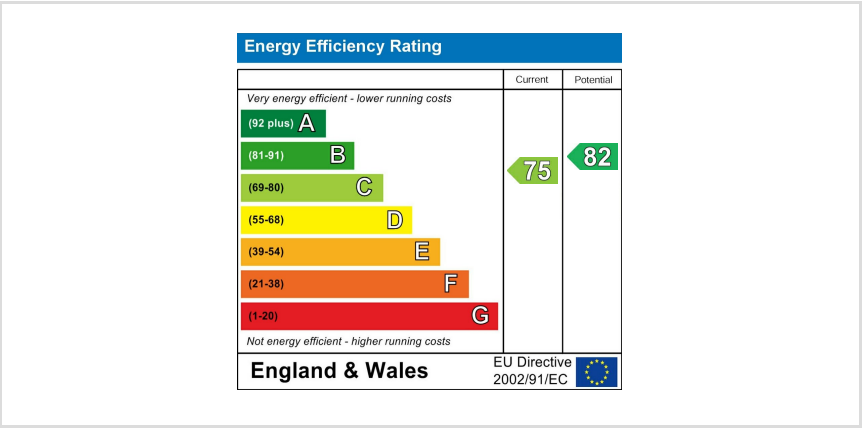 Energy Efficiency Rating
Current Potential
Very energy efficient - lower running costs
(92 plus) A
(81-91) B
(69-80) C
(55-68) D
(39-54) E
(21-38) F
(1-20) G
75
82
Not energy efficient - higher running costs
England & Wales
EU Directive
2002/91/EC